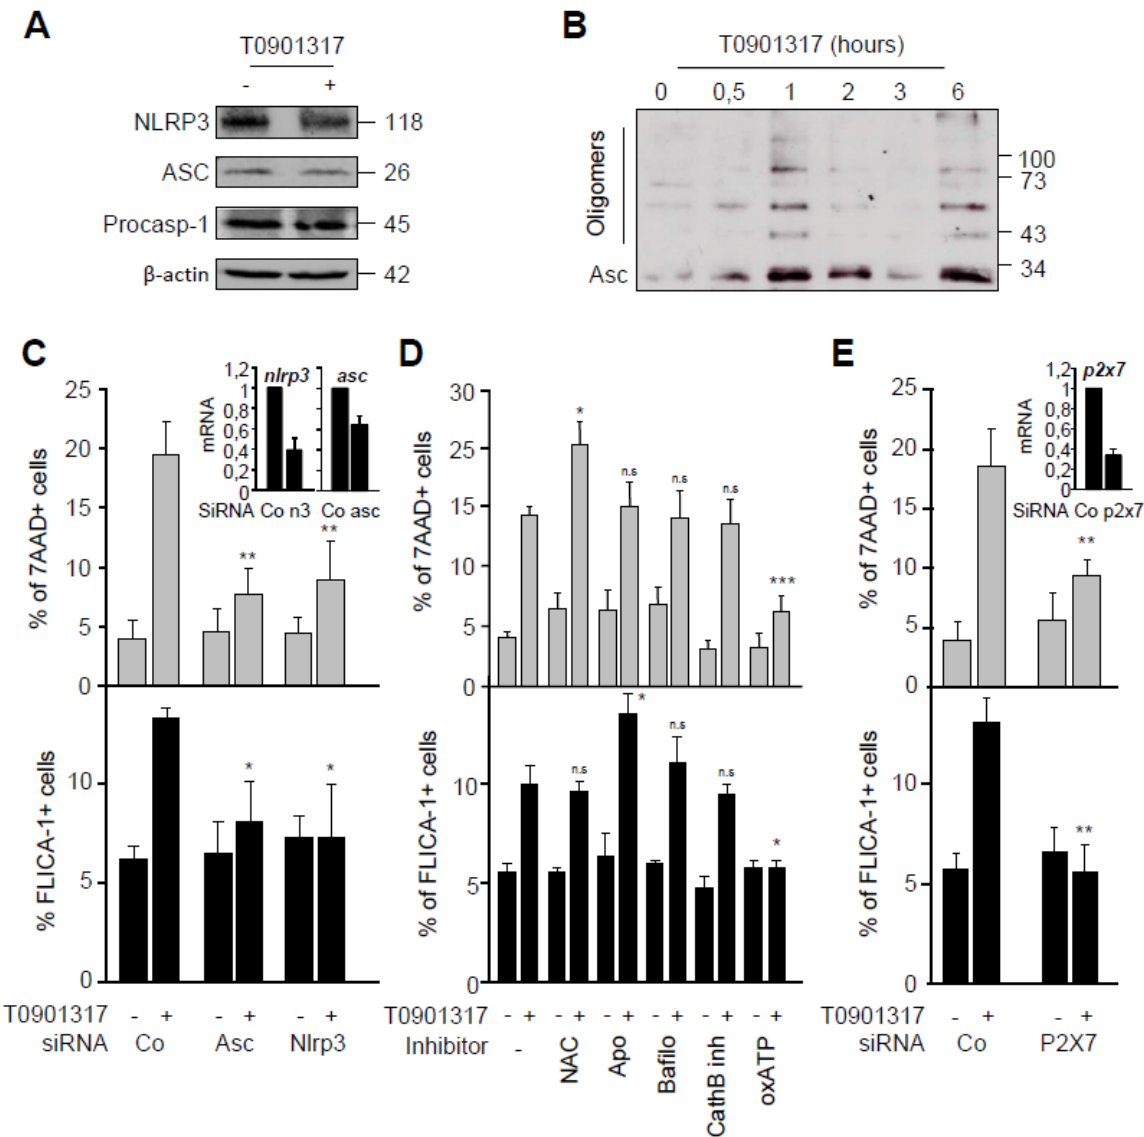 A
T0901317
- +
NLRP3 118
ASC 26
Procasp-1 45
β-actin 42
B
T0901317 (hours)
0 0,5 1 2 3 6
Oligomers
Asc
100
73
43
34
C
% of 7AAD+ cells
25
20
15
10
5
0
mRNA
1,2
1
0,8
0,6
0,4
0,2
0
nlrp3 asc
SiRNA Co n3 Co asc
** **
% FLICA-1+ cells
10
5
0
* *
T0901317 - + - + - +
siRNA Co Asc Nlrp3
D
% of 7AAD+ cells
30
25
15
10
5
0
* n.s n.s n.s ***
% of FLICA-1+ cells
10
5
0
n.s * n.s n.s *
T0901317 - + - + - + - + - + - +
Inhibitor - NAC Apo Bafilo CathB inh oxATP
E
% of 7AAD+ cells
25
20
15
10
5
0
mRNA
1,2
1
0,8
0,6
0,4
0,2
0
p2x7
SiRNA Co p2x7
**
% of FLICA-1+ cells
10
5
0
**
T0901317 - + - +
siRNA Co P2X7